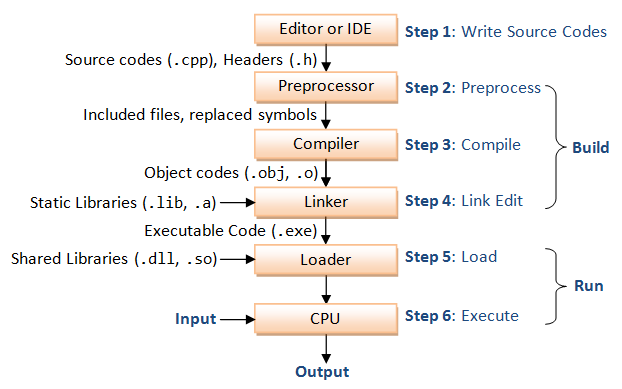 Editor or IDE
Step 1: Write Source Codes
Source codes (.cpp), Headers (.h)
Preprocessor
Step 2: Preprocess
Included files, replaced symbols
Compiler
Step 3: Compile
Build
Object codes (.obj, .o)
Static Libraries (.lib, .a)
Linker
Step 4: Link Edit
Executable Code (.exe)
Shared Libraries (.dll, .so)
Loader
Step 5: Load
Run
Input
CPU
Step 6: Execute
Output